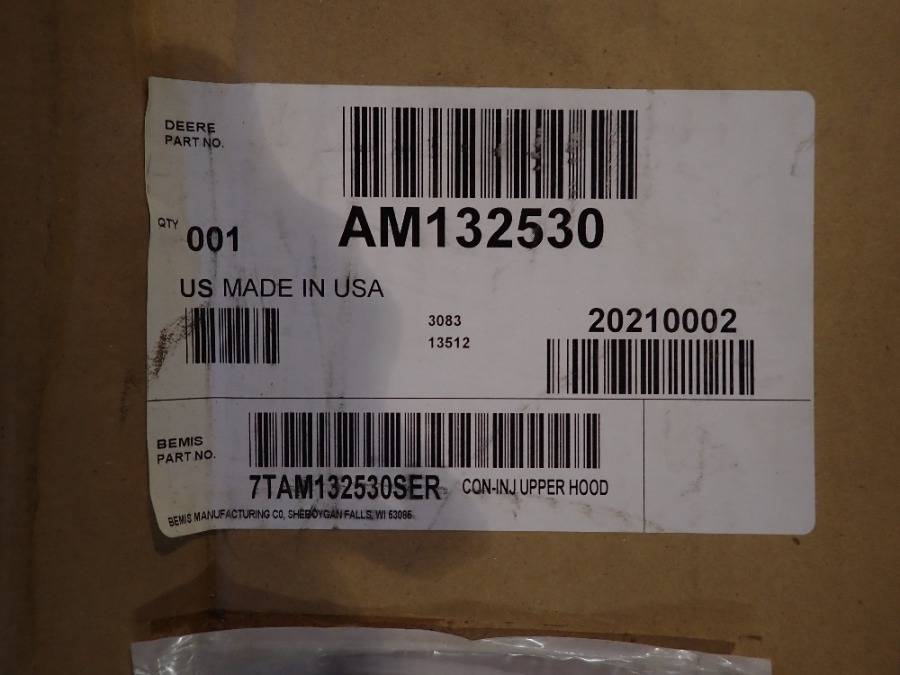 DEERE
PART NO.
AM132530
QTY 001
US MADE IN USA
3083
13512
20210002
BEMIS
PART NO.
7TAM132530SER CON-INJ UPPER HOOD
BEMIS MANUFACTURING CO, SHEBOYGAN FALLS, WI 53085